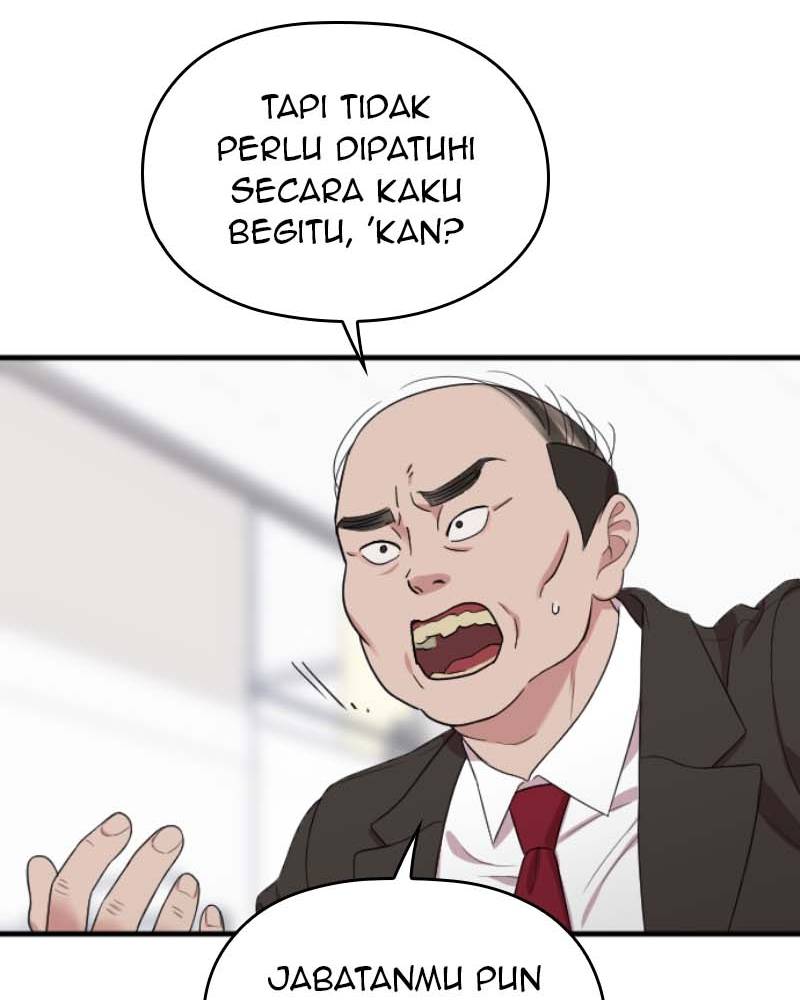 TAPI TIDAK
PERLU DIPATUHI
SECARA KAKU
BEGITU, 'KAN?
JABATANMU PUN